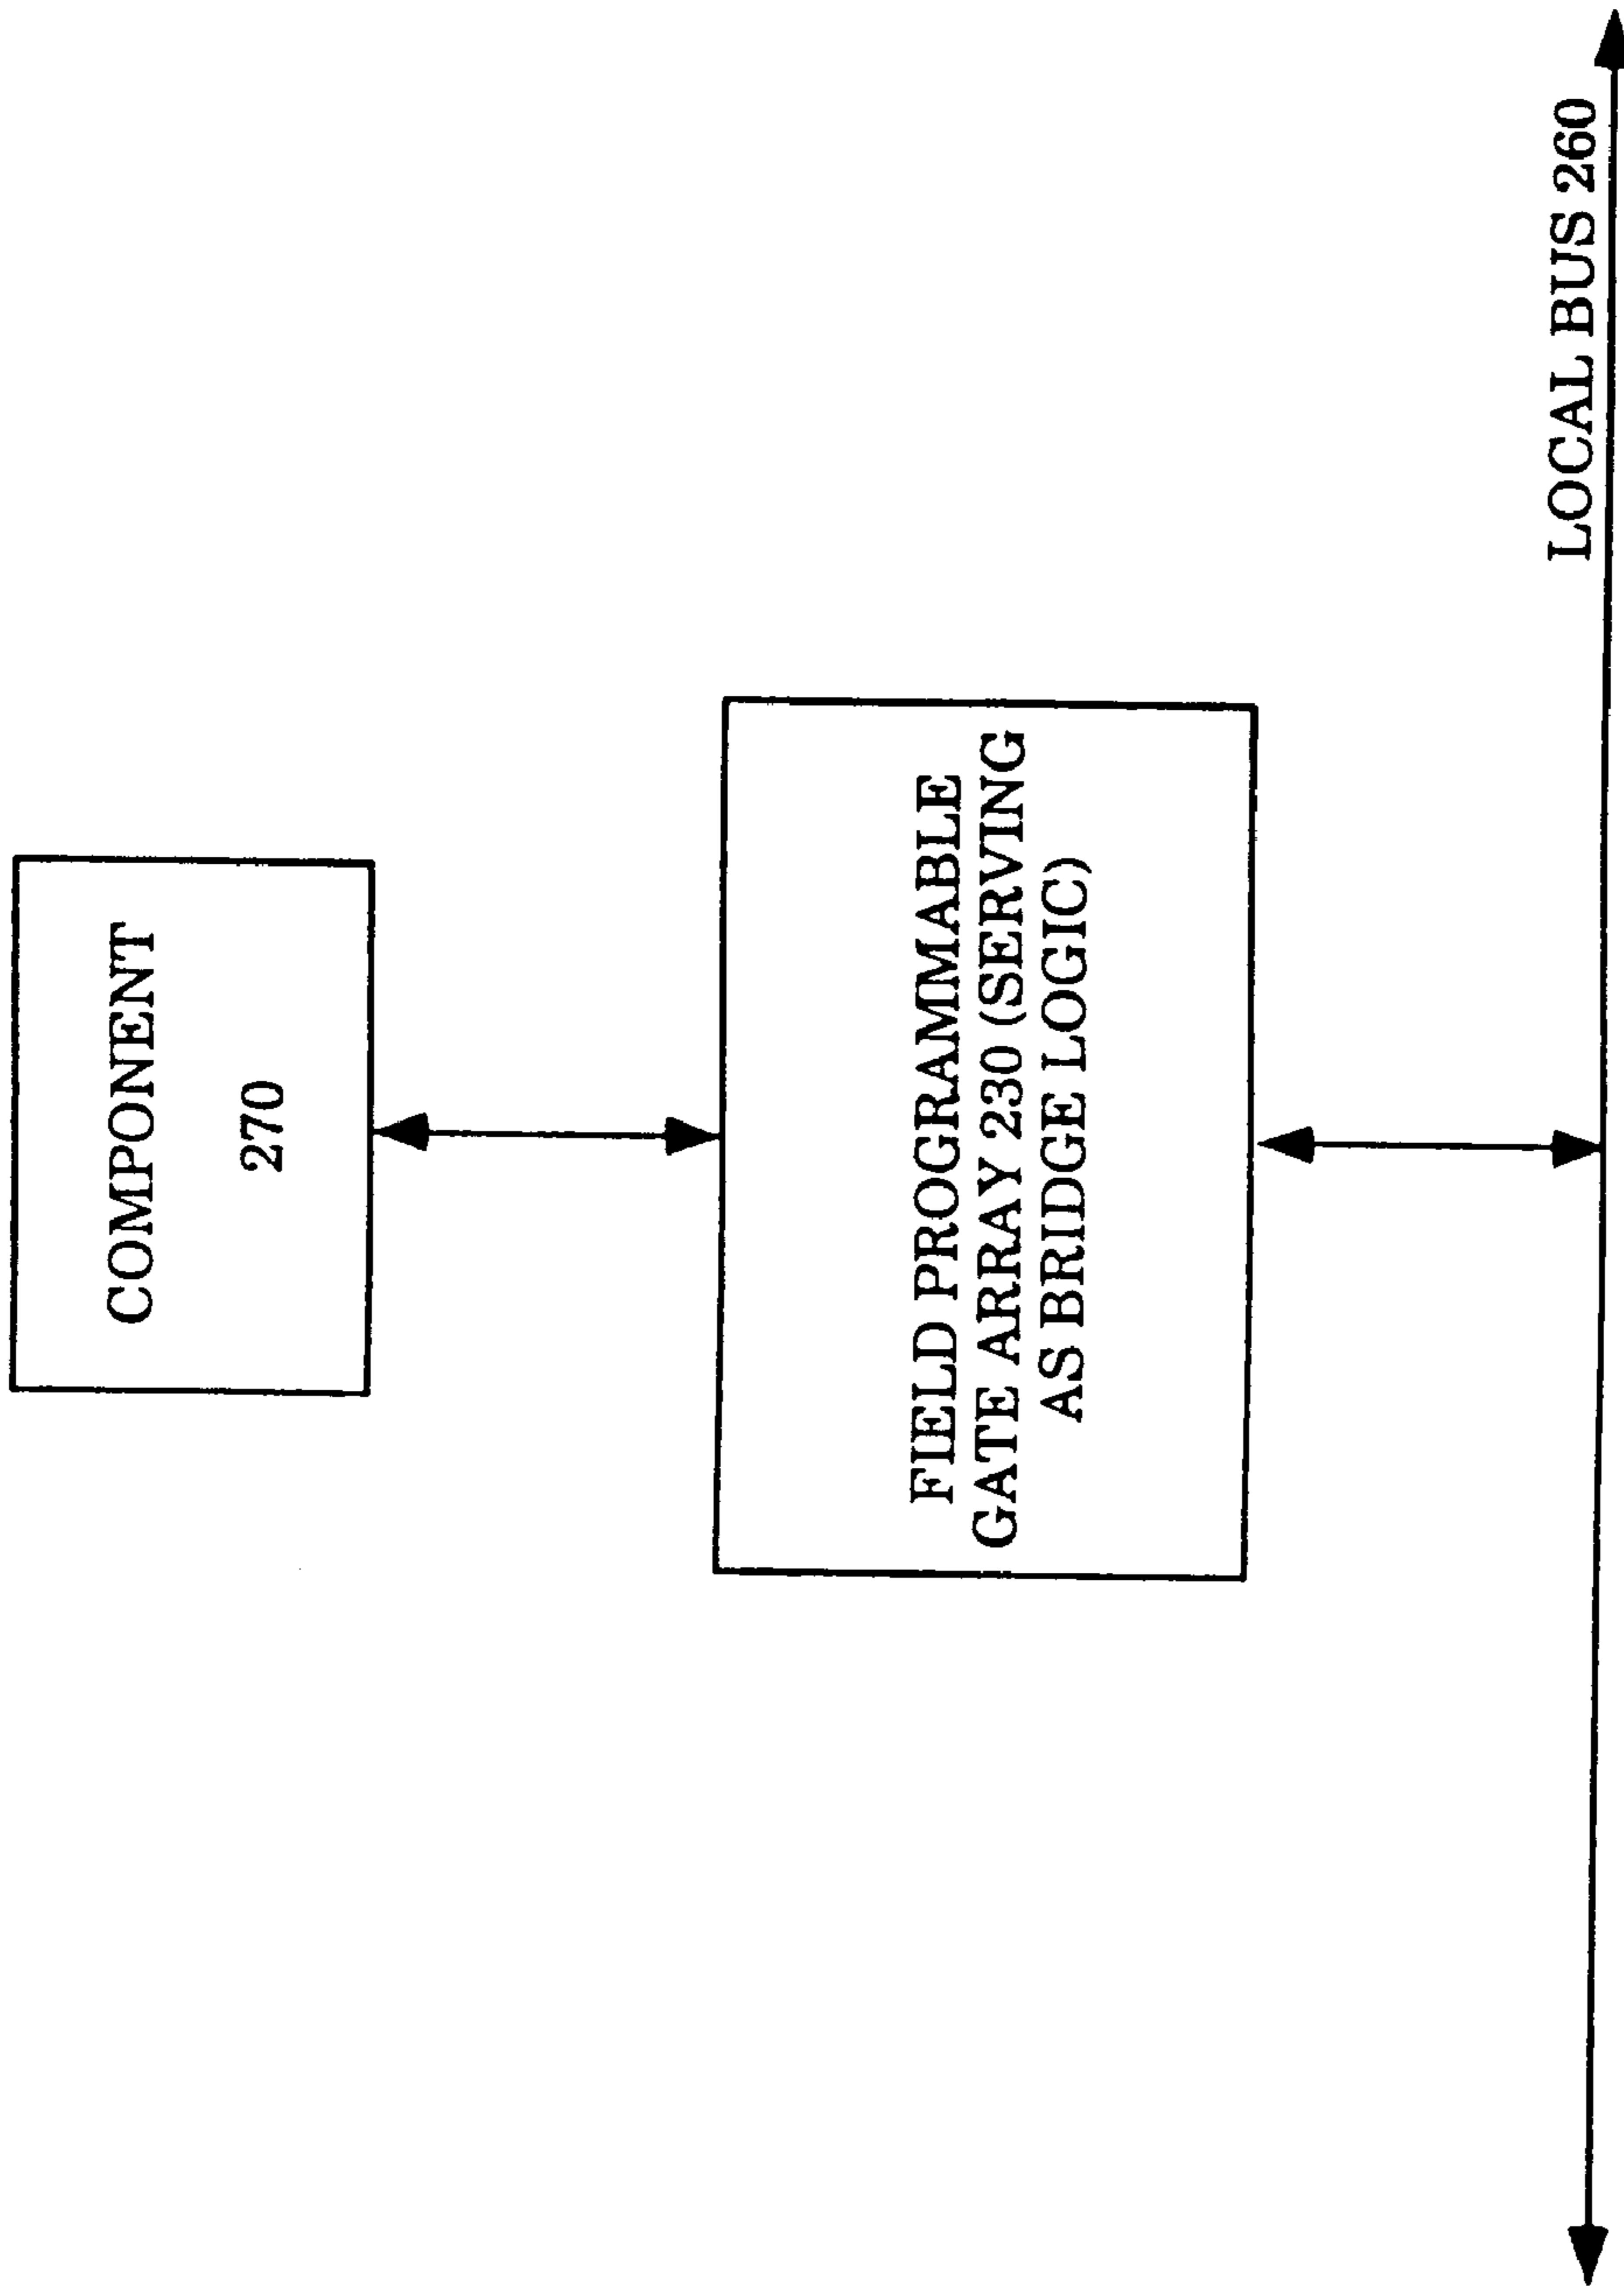 COMPONENT
270
FIELD PROGRAMMABLE
GATE ARRAY 230 (SERVING
AS BRIDGE LOGIC)
LOCAL BUS 260